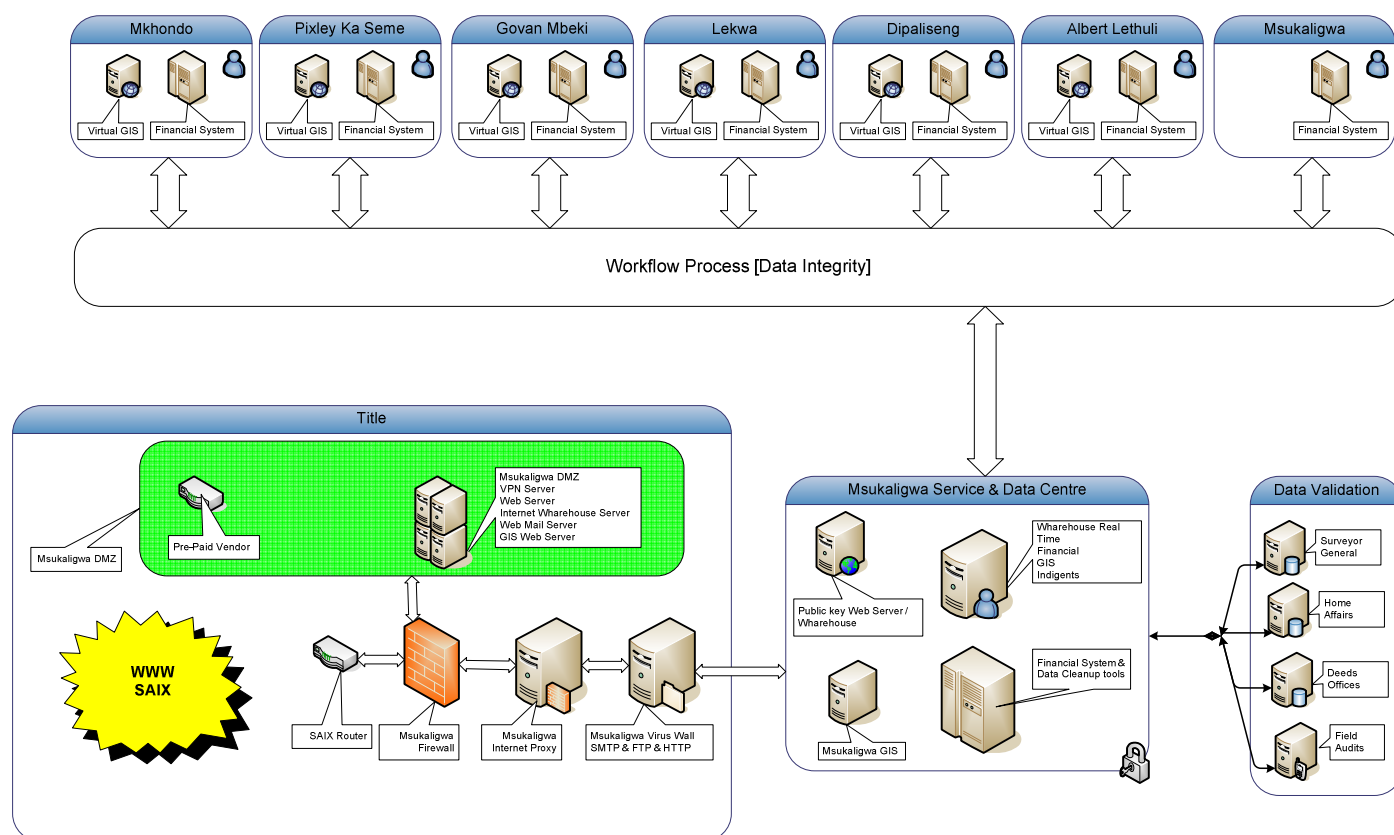 Mkhondo
Pixley Ka Seme
Govan Mbeki
Lekwa
Dipaliseng
Albert Lethuli
Msukaligwa
Virtual GIS
Financial System
Virtual GIS
Financial System
Virtual GIS
Financial System
Virtual GIS
Financial System
Virtual GIS
Financial System
Virtual GIS
Financial System
Financial System
Workflow Process [Data Integrity]
Title
Msukaligwa DMZ
VPN Server
Web Server
Internet Wharehouse Server
Web Mail Server
GIS Web Server
Pre-Paid Vendor
Msukaligwa DMZ
WWW
SAIX
SAIX Router
Msukaligwa
Firewall
Msukaligwa
Internet Proxy
Msukaligwa Virus Wall
SMTP & FTP & HTTP
Msukaligwa Service & Data Centre
Wharehouse Real
Time
Financial
GIS
Indigents
Public key Web Server /
Wharehouse
Financial System &
Data Cleanup tools
Msukaligwa GIS
Data Validation
Surveyor
General
Home
Affairs
Deeds
Offices
Field
Audits